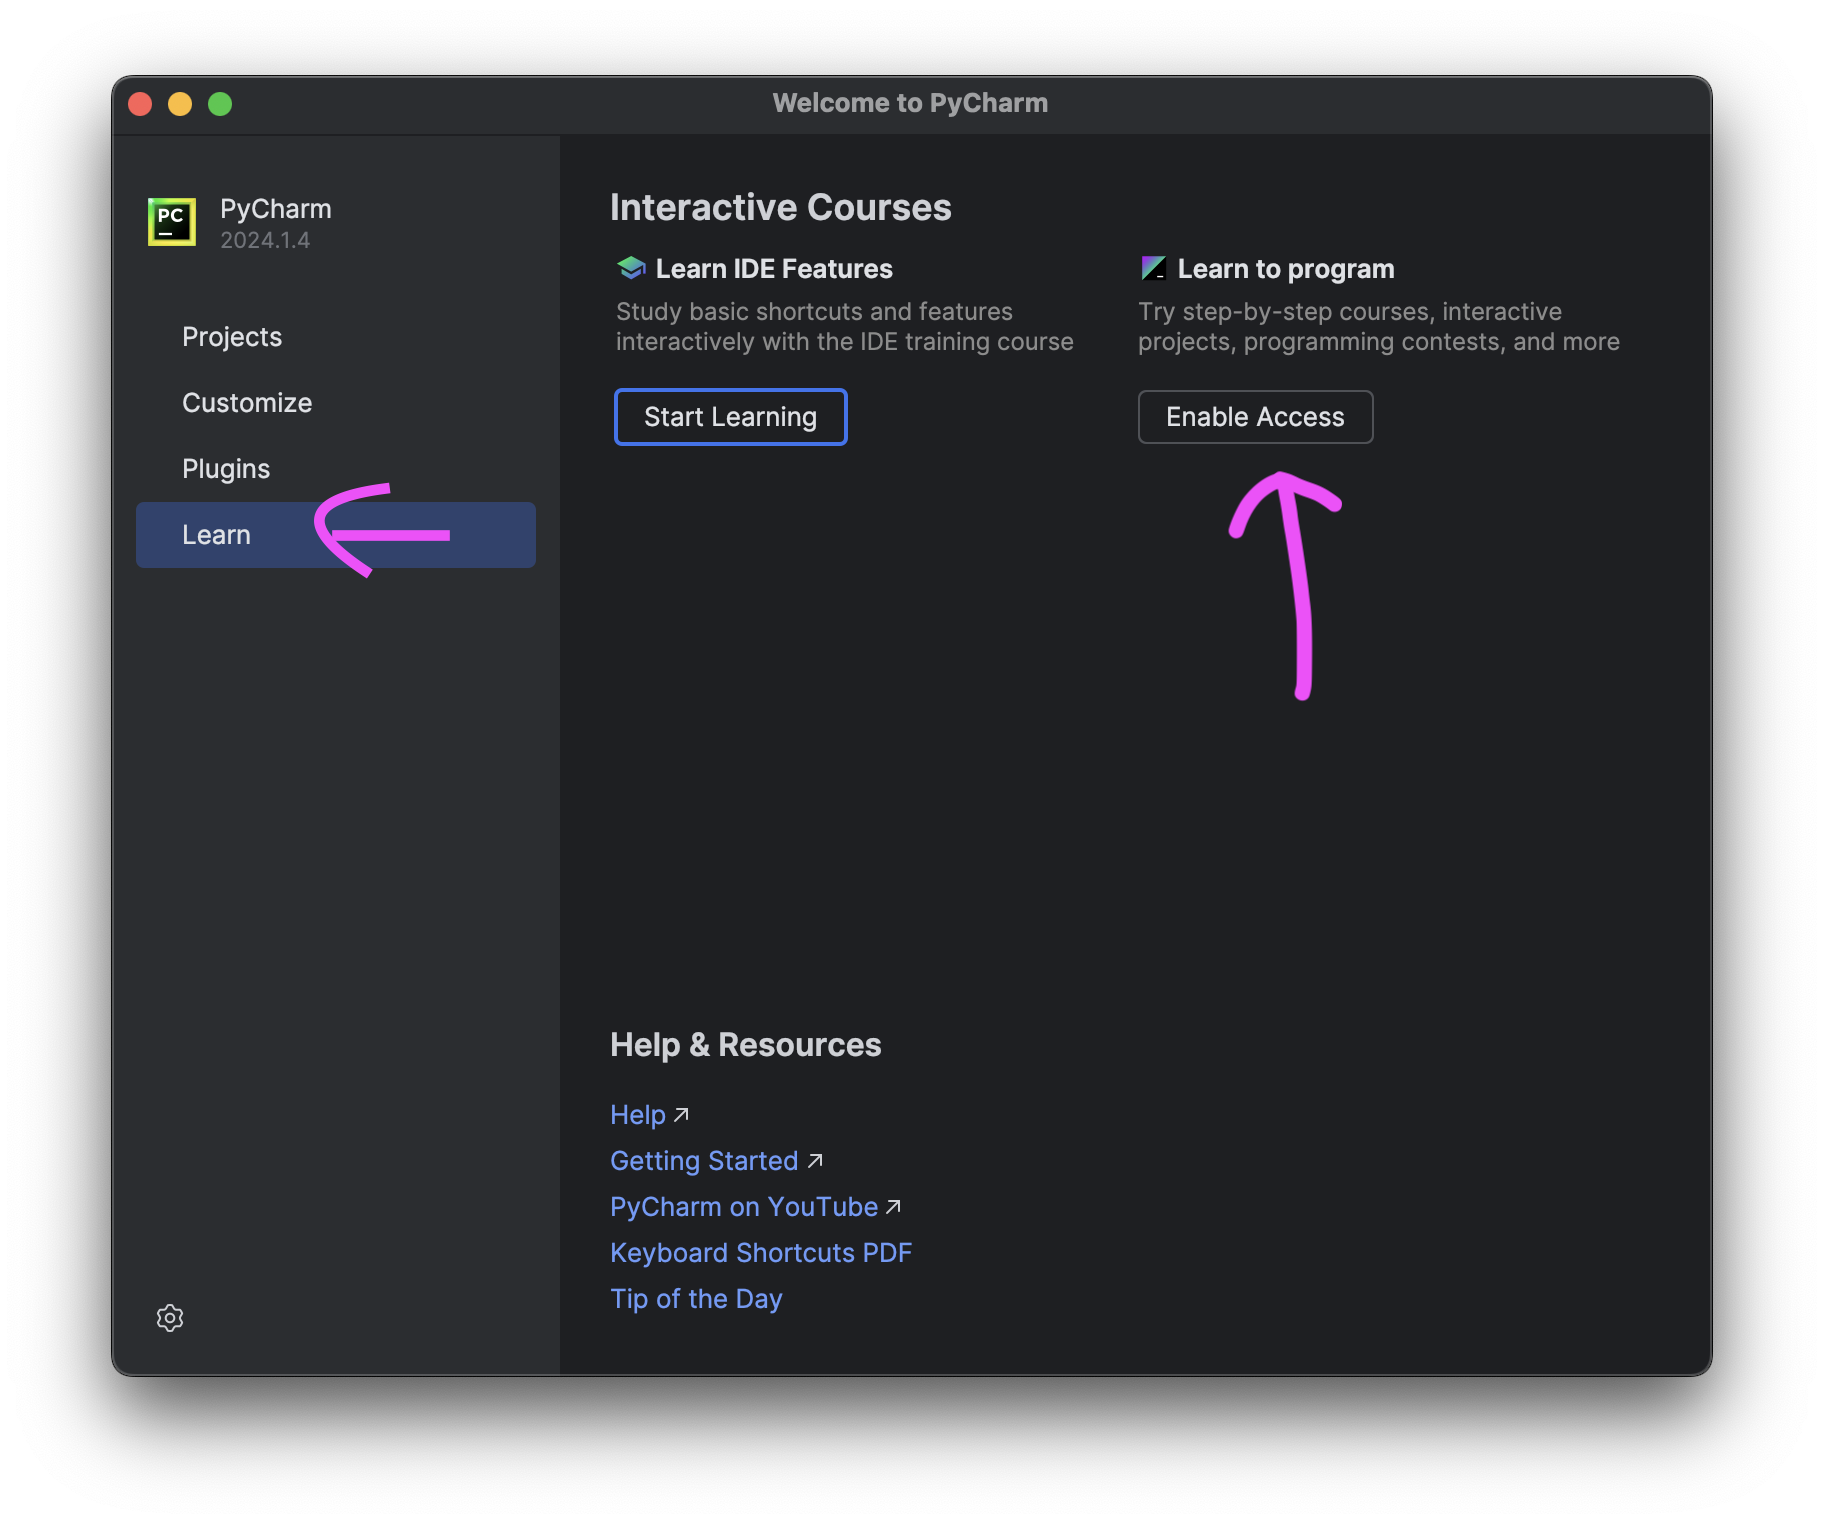 Welcome to PyCharm
PC
PyCharm
2024.1.4
Projects
Customize
Plugins
Learn
Interactive Courses
Learn IDE Features
Study basic shortcuts and features
interactively with the IDE training course
Start Learning
Learn to program
Try step-by-step courses, interactive
projects, programming contests, and more
Enable Access
Help & Resources
Help
Getting Started
PyCharm on YouTube
Keyboard Shortcuts PDF
Tip of the Day